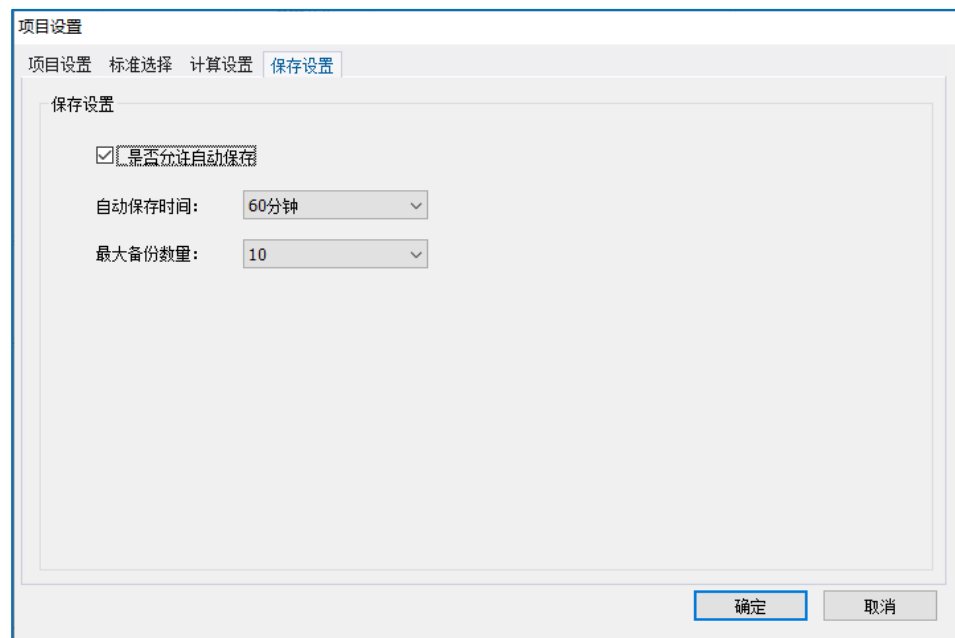 项目设置
项目设置 标准选择 计算设置 保存设置
保存设置
是否允许自动保存
自动保存时间: 60分钟
最大备份数量: 10
确定 取消